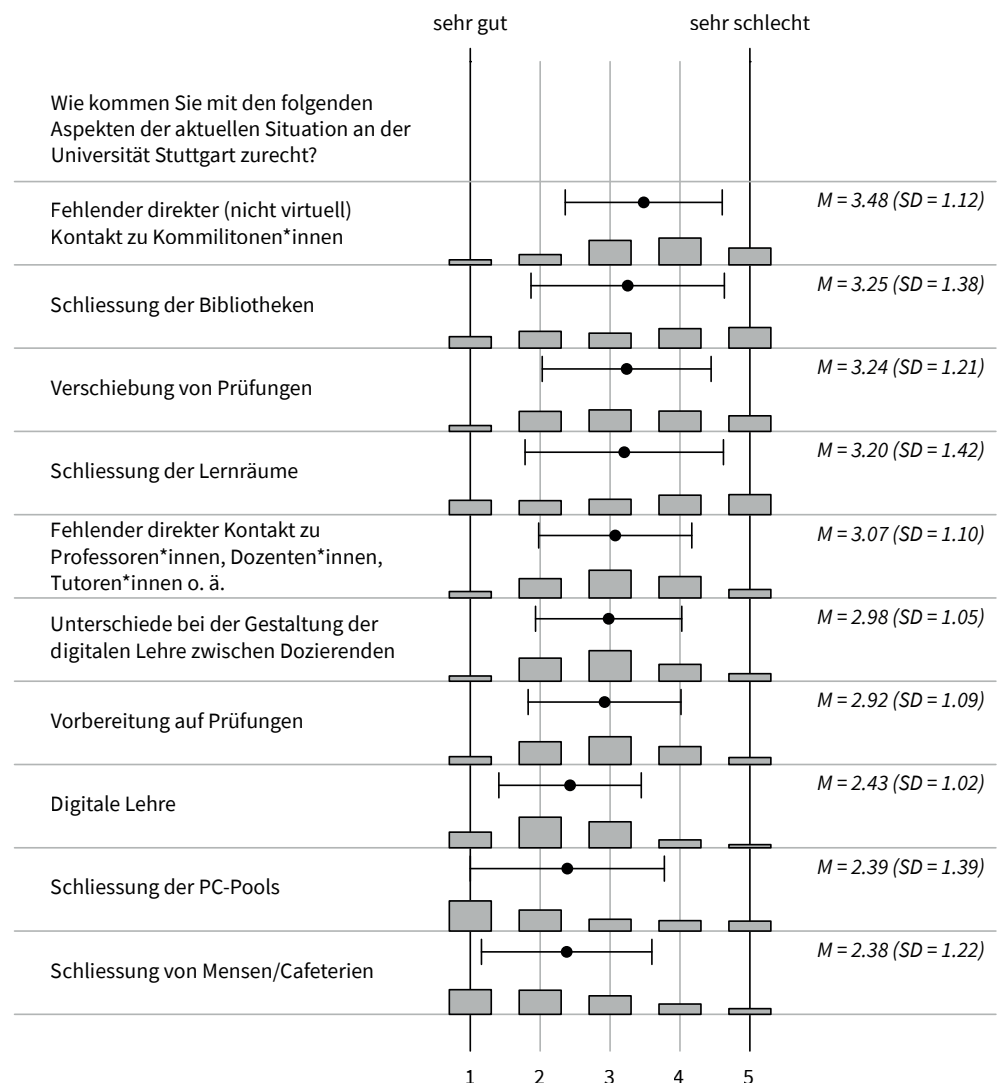 sehr gut
sehr schlecht
Wie kommen Sie mit den folgenden
Aspekten der aktuellen Situation an der
Universität Stuttgart zurecht?
Fehlender direkter (nicht virtuell)
Kontakt zu Kommilitonen*innen
M = 3.48 (SD = 1.12)
Schliessung der Bibliotheken
M = 3.25 (SD = 1.38)
Verschiebung von Prüfungen
M = 3.24 (SD = 1.21)
Schliessung der Lernräume
M = 3.20 (SD = 1.42)
Fehlender direkter Kontakt zu
Professoren*innen, Dozenten*innen,
Tutoren*innen o. ä.
M = 3.07 (SD = 1.10)
Unterschiede bei der Gestaltung der
digitalen Lehre zwischen Dozierenden
M = 2.98 (SD = 1.05)
Vorbereitung auf Prüfungen
M = 2.92 (SD = 1.09)
Digitale Lehre
M = 2.43 (SD = 1.02)
Schliessung der PC-Pools
M = 2.39 (SD = 1.39)
Schliessung von Mensen/Cafeterien
M = 2.38 (SD = 1.22)
1 2 3 4 5